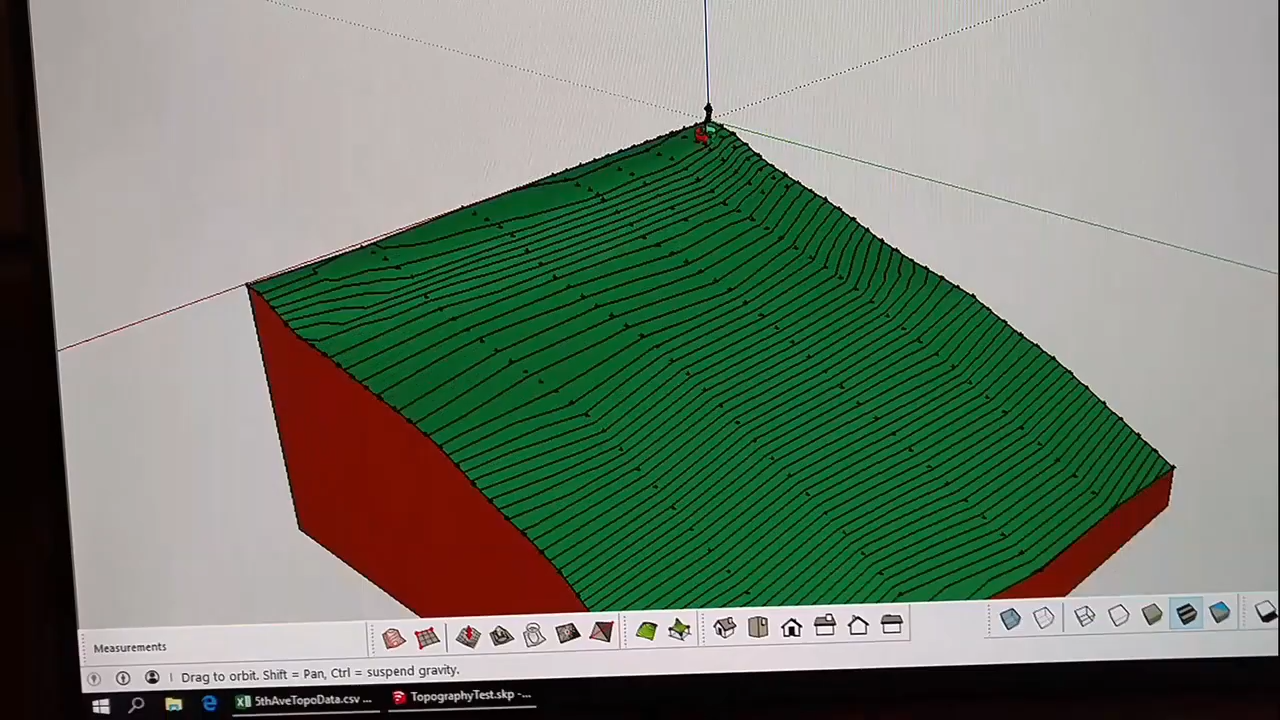 Measurements
Drag to orbit. Shift = Pan, Ctrl = suspend gravity.
5thAveTopoData.csv ...
TopographyTest.skp -...